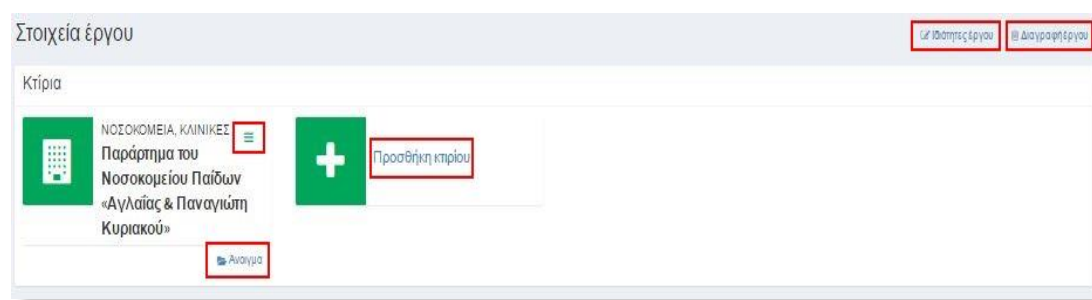 Στοιχεία έργου
Ιδιότητες έργου
Διαγραφή έργου
Κτίρια
ΝΟΣΟΚΟΜΕΙΑ, ΚΛΙΝΙΚΕΣ
Παράρτημα του
Νοσοκομείου Παίδων
«Αγλαΐας & Παναγιώτη
Κυριακού»
Άνοιγμα
Προσθήκη κτιρίου